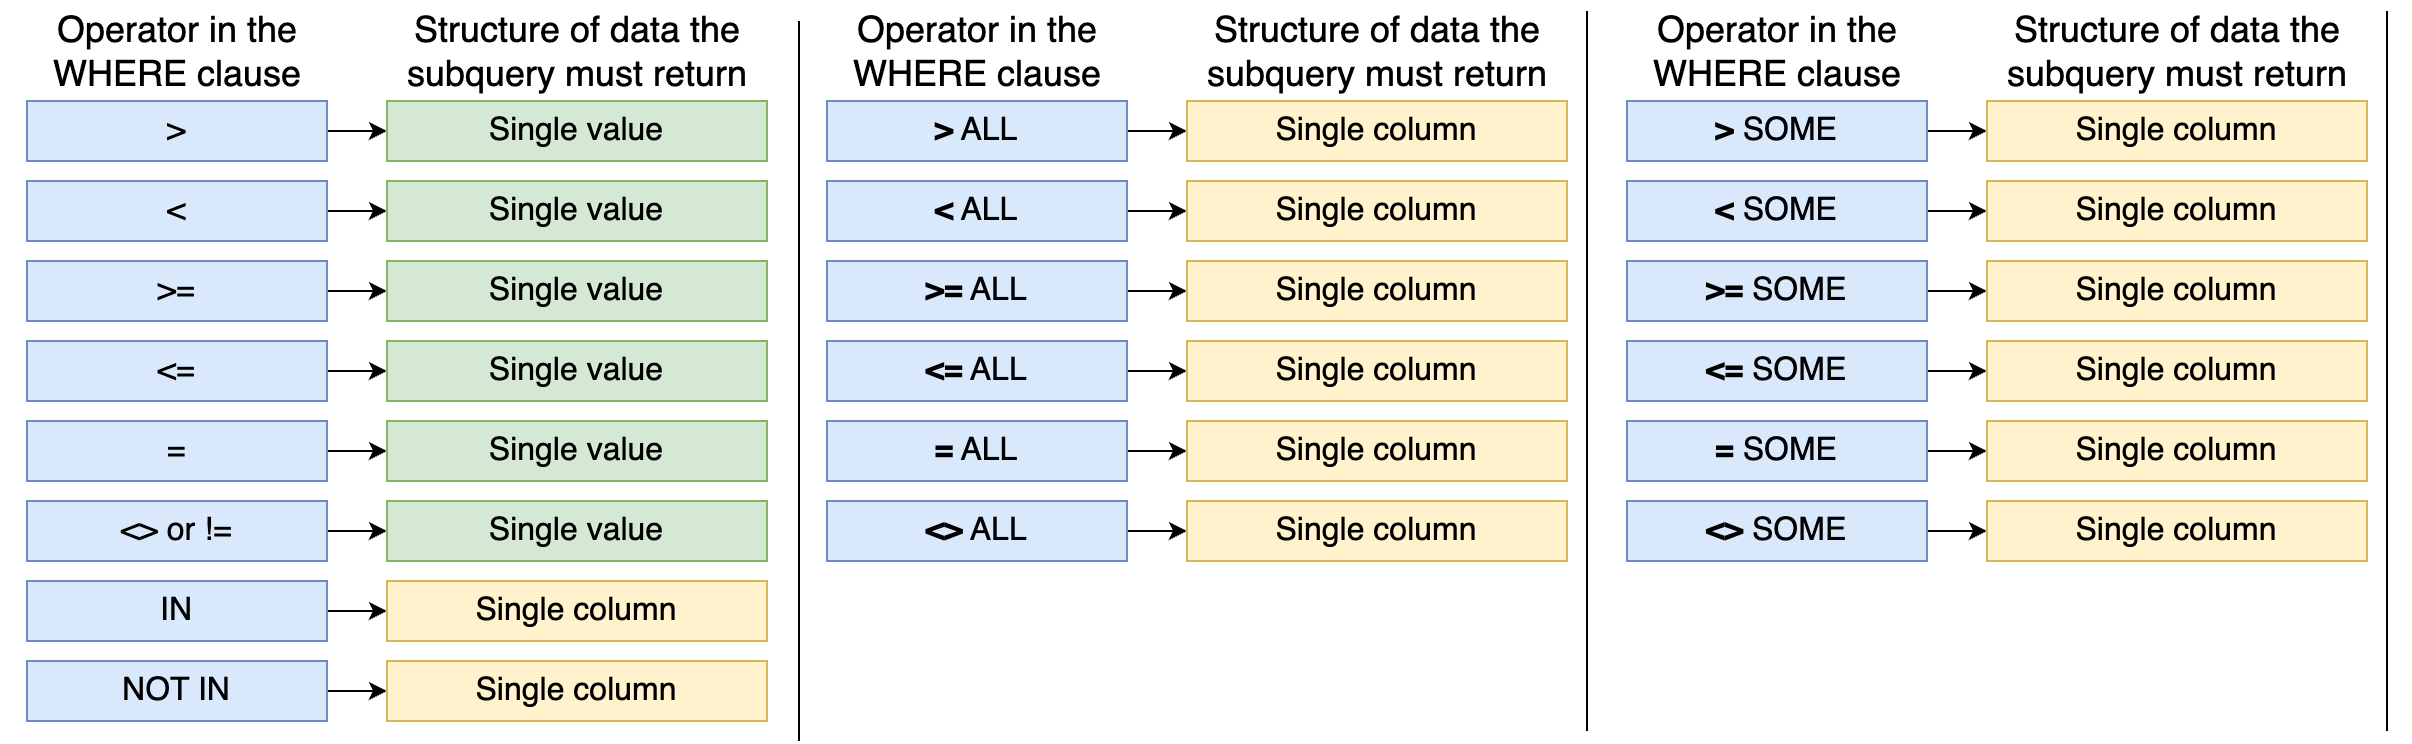 Operator in the
WHERE clause
Structure of data the
subquery must return
>
Single value
<
Single value
>=
Single value
<=
Single value
=
Single value
<> or !=
Single value
IN
Single column
NOT IN
Single column
Operator in the
WHERE clause
Structure of data the
subquery must return
> ALL
Single column
< ALL
Single column
>= ALL
Single column
<= ALL
Single column
= ALL
Single column
<> ALL
Single column
Operator in the
WHERE clause
Structure of data the
subquery must return
> SOME
Single column
< SOME
Single column
>= SOME
Single column
<= SOME
Single column
= SOME
Single column
<> SOME
Single column